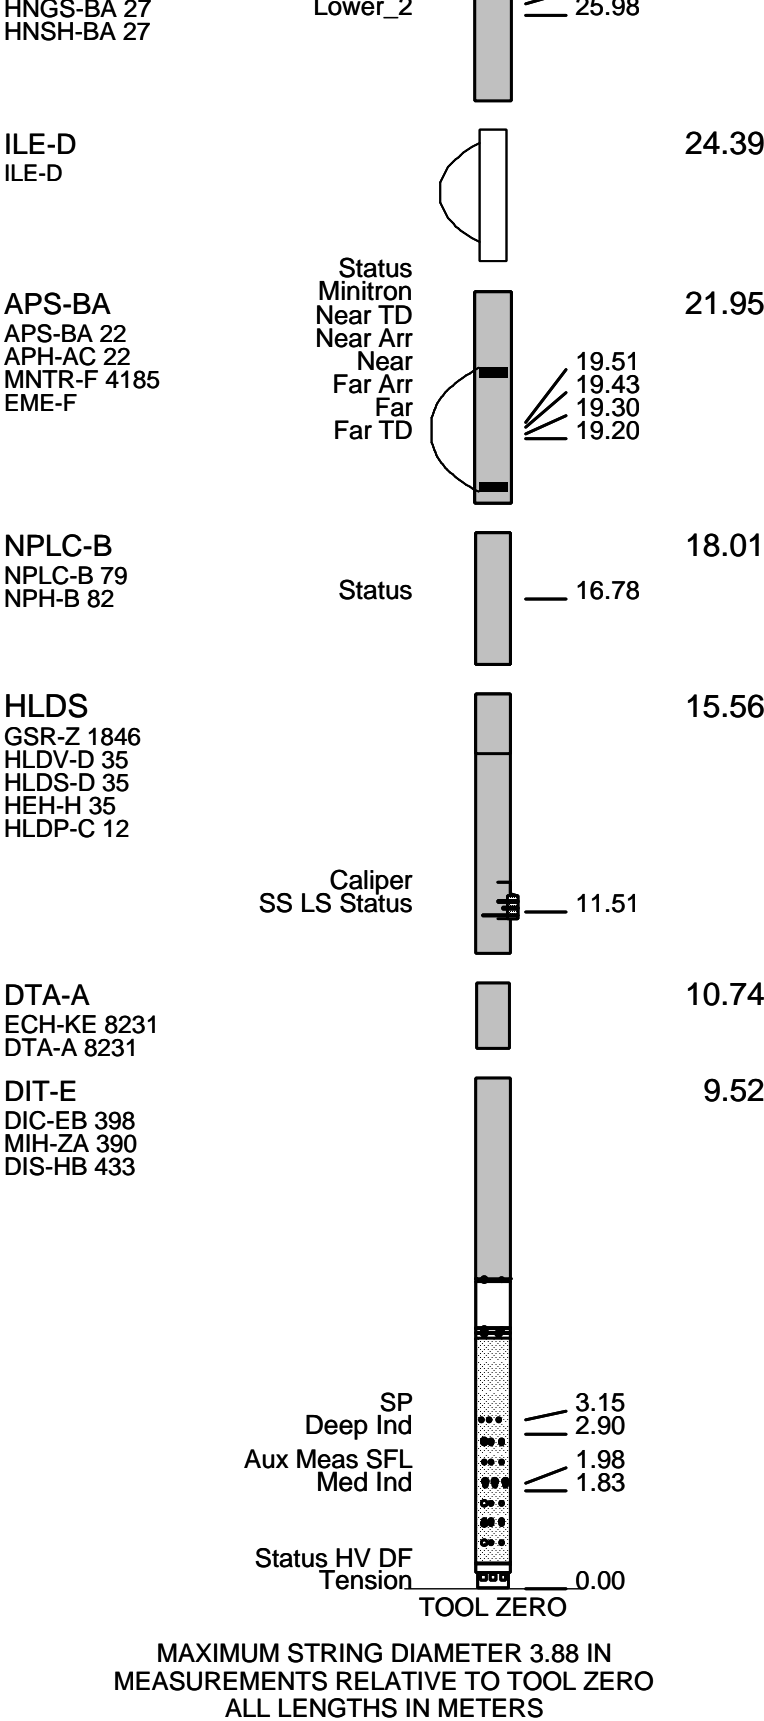 HNGS-BA 27
HNSH-BA 27
Lower_2 25.98
ILE-D 24.39
ILE-D
Status
Minitron
APS-BA 21.95
Near TD
APS-BA 22
Near Arr
APH-AC 22
Near 19.51
MNTR-F 4185
Far Arr 19.43
EME-F
Far 19.30
Far TD 19.20
NPLC-B 18.01
NPLC-B 79
NPH-B 82
Status 16.78
HLDS 15.56
GSR-Z 1846
HLDV-D 35
HLDS-D 35
HEH-H 35
HLDP-C 12
Caliper
SS LS Status 11.51
DTA-A 10.74
ECH-KE 8231
DTA-A 8231
DIT-E 9.52
DIC-EB 398
MIH-ZA 390
DIS-HB 433
SP 3.15
Deep Ind 2.90
Aux Meas SFL 1.98
Med Ind 1.83
Status HV DF
Tension 0.00
TOOL ZERO
MAXIMUM STRING DIAMETER 3.88 IN
MEASUREMENTS RELATIVE TO TOOL ZERO
ALL LENGTHS IN METERS